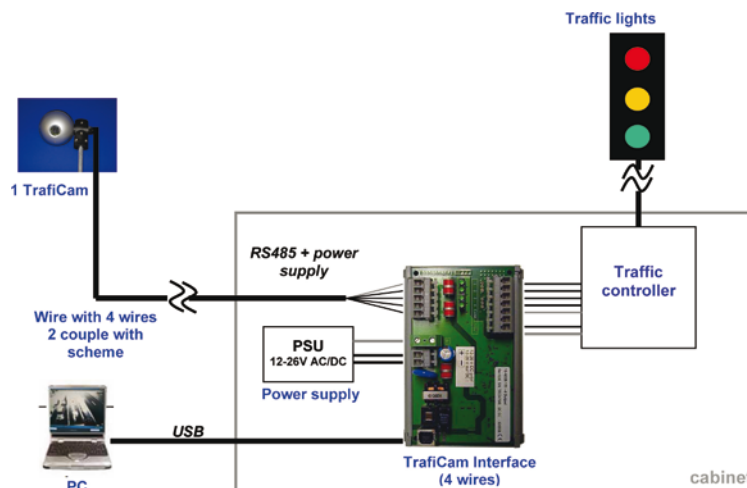 Traffic lights
1 TrafiCam
RS485 + power
supply
Traffic
controller
Wire with 4 wires
2 couple with
scheme
PSU
12-26V AC/DC
Power supply
USB
TrafiCam Interface
(4 wires)
PC
cabinet